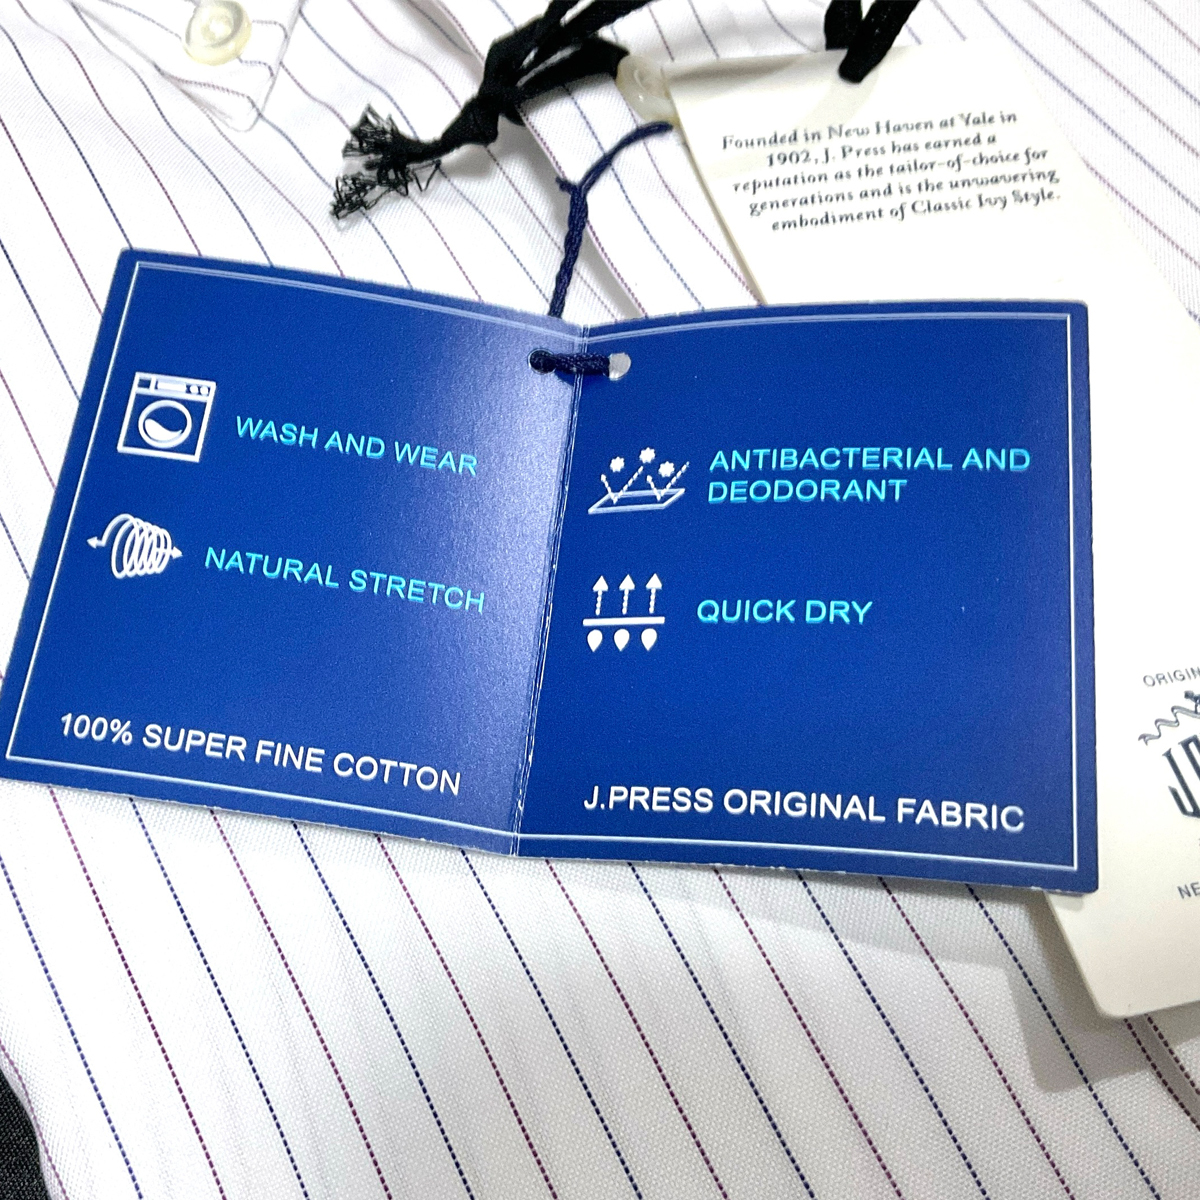 Founded in New Haven at Yale in
1902, J. Press has earned a
reputation as the tailor-of-choice for
generations and is the unwavering
embodiment of Classic Ivy Style.
WASH AND WEAR
NATURAL STRETCH
100% SUPER FINE COTTON
ANTIBACTERIAL AND
DEODORANT
QUICK DRY
J.PRESS ORIGINAL FABRIC